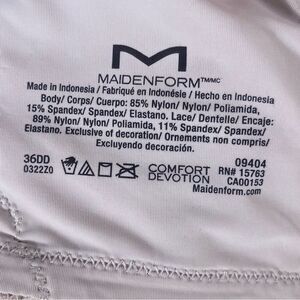 MAIDENFORM™/MC
Made in Indonesia / Fabriqué en Indonésie / Hecho en Indonesia
Body/ Corps/ Cuerpo: 85% Nylon/ Nylon/ Poliamida,
15% Spandex/ Spandex/ Elastano. Lace/ Dentelle/ Encaje:
89% Nylon/ Nylon/ Poliamida, 11% Spandex/ Spandex/
Elastano. Exclusive of decoration/ Ornements non compris/
Excluyendo decoración.
36DD
0322Z0
COMFORT
DEVOTION
09404
RN# 15763
CA00153
Maidenform.com